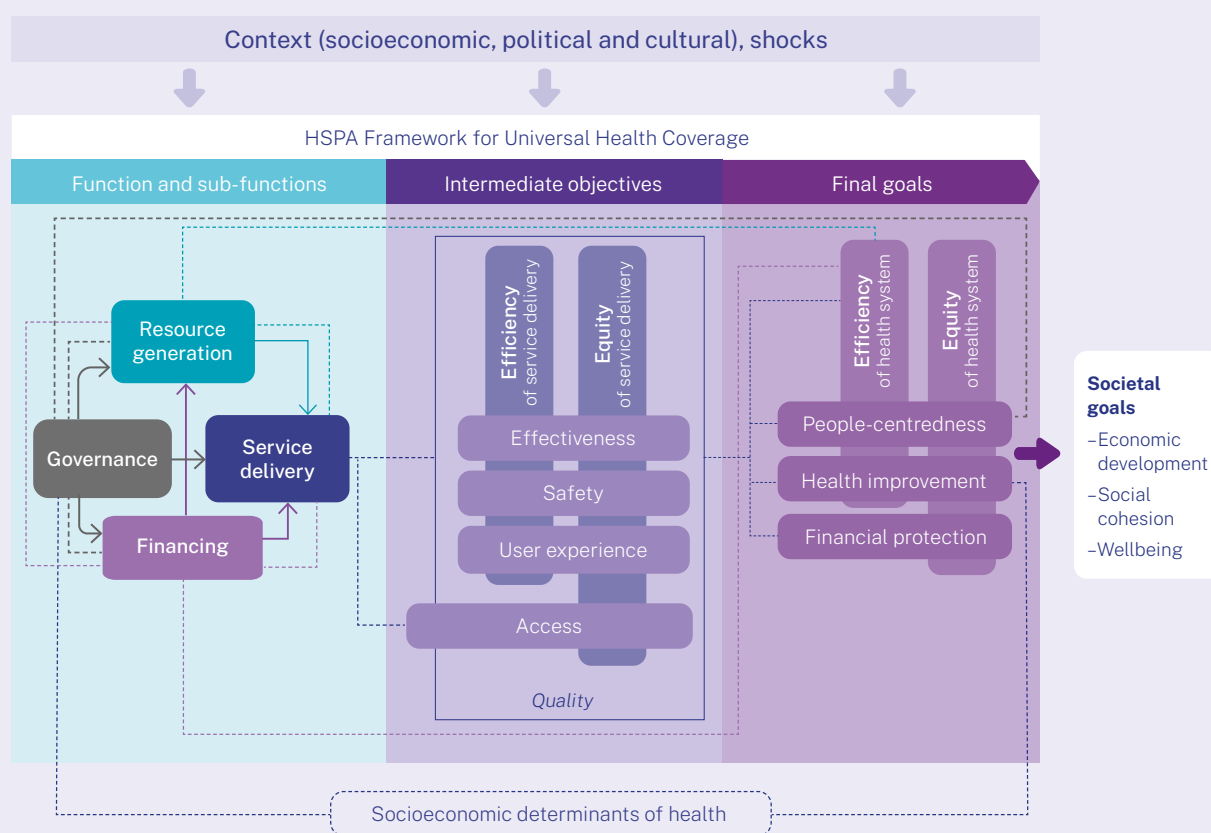 Context (socioeconomic, political and cultural), shocks
HSPA Framework for Universal Health Coverage
Function and sub-functions
Intermediate objectives
Final goals
Resource
generation
Governance
Service
delivery
Financing
Efficiency
of service delivery
Equity
of service delivery
Effectiveness
Safety
User experience
Access
Quality
Efficiency
of health system
Equity
of health system
People-centredness
Health improvement
Financial protection
Societal
goals
–Economic
development
–Social
cohesion
–Wellbeing
Socioeconomic determinants of health